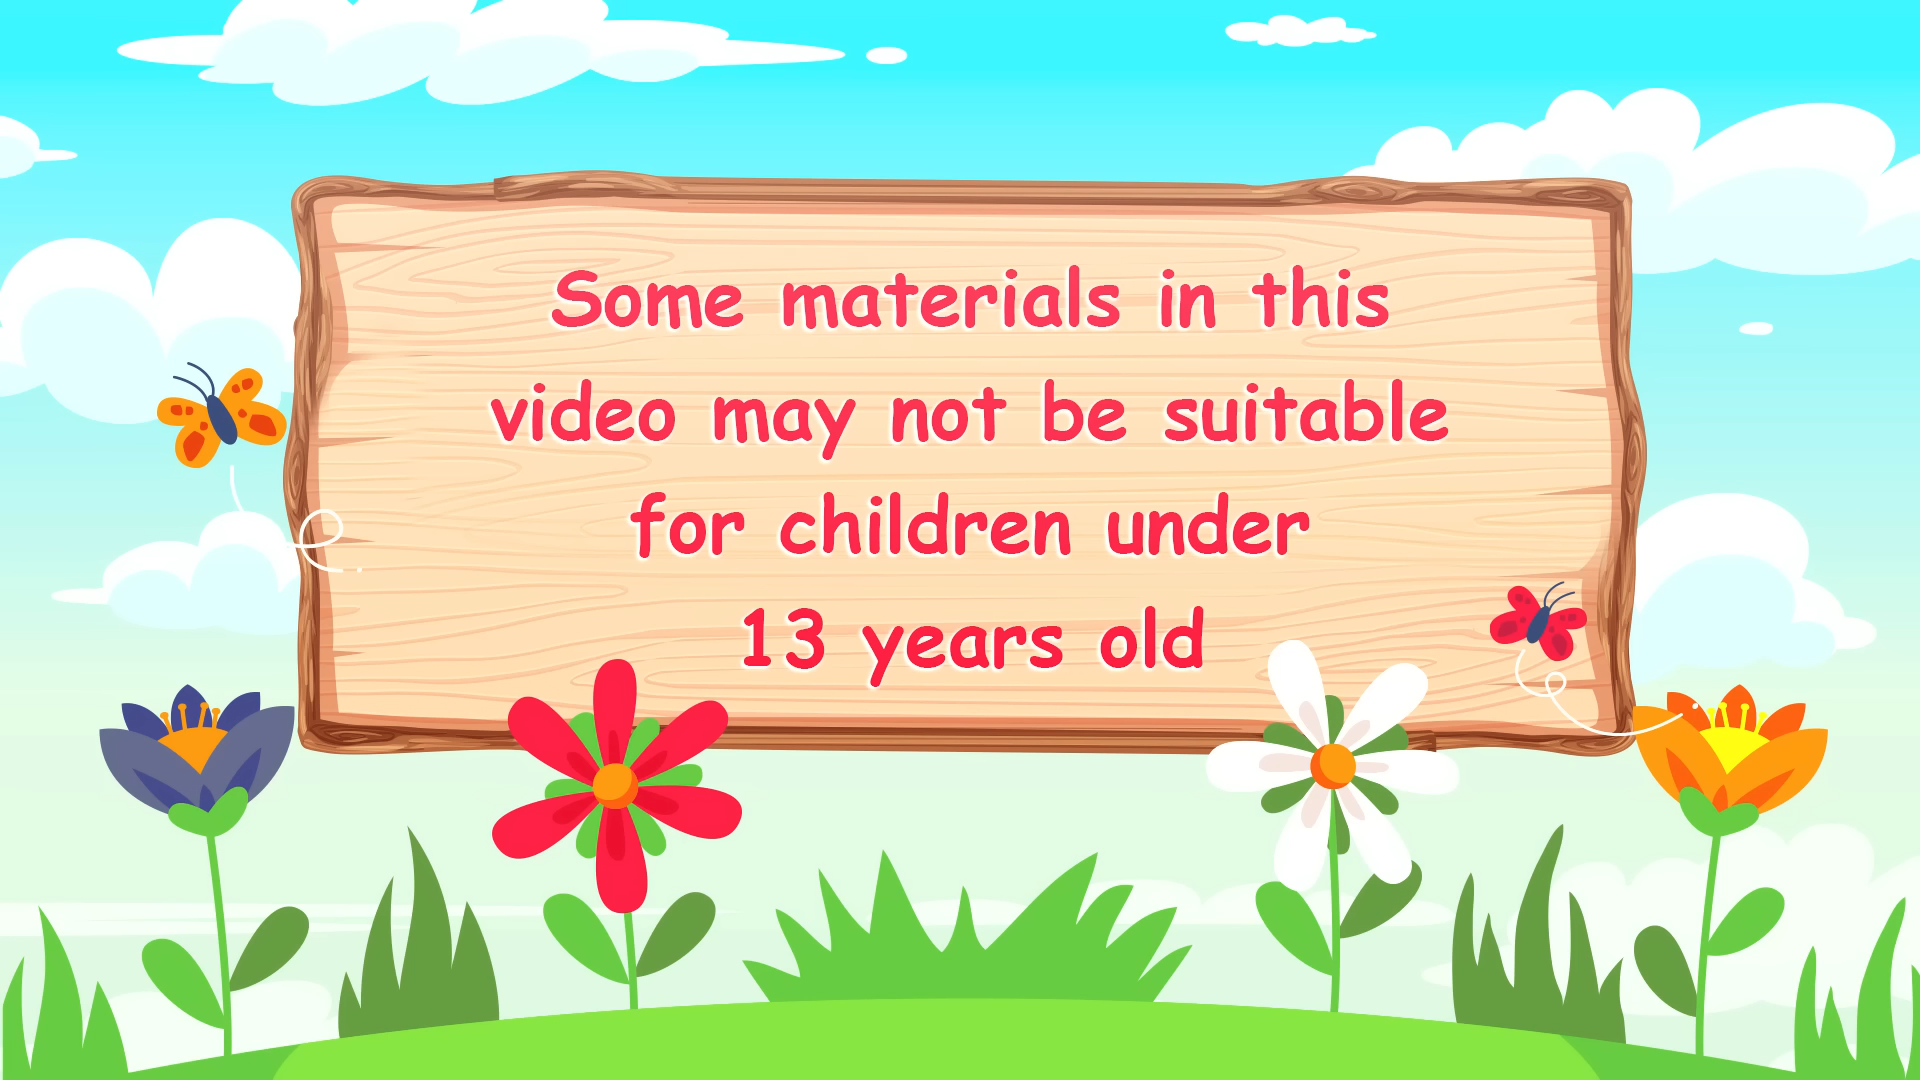 Some materials in this
video may not be suitable
for children under
13 years old